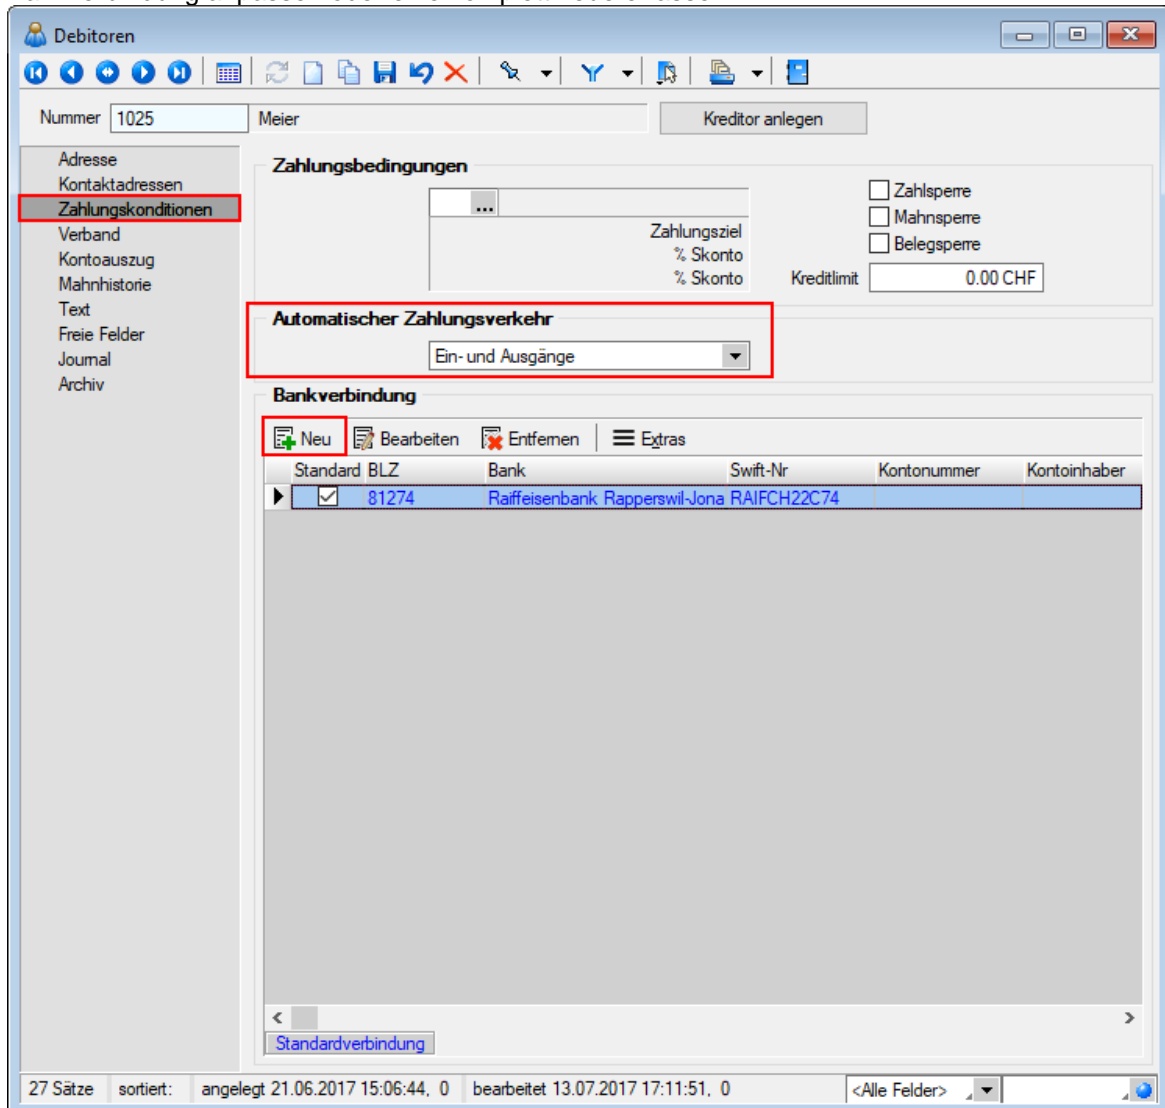 Debitoren
Nummer 1025 Meier Kreditor anlegen
Adresse
Kontaktadressen
Zahlungskonditionen
Verband
Kontoauszug
Mahnhistorie
Text
Freie Felder
Journal
Archiv
Zahlungsbedingungen
...
Zahlungsziel
% Skonto
% Skonto
Zahlsperre
Mahnsperre
Belegsperre
Kreditlimit 0.00 CHF
Automatischer Zahlungsverkehr
Ein- und Ausgänge
Bankverbindung
Neu Bearbeiten Entfernen Extras
Standard BLZ Bank Swift-Nr Kontonummer Kontoinhaber
81274 Raiffeisenbank Rapperswil-Jona RAIFCH22C74
Standardverbindung
27 Sätze sortiert: angelegt 21.06.2017 15:06:44, 0 bearbeitet 13.07.2017 17:11:51, 0 <Alle Felder>